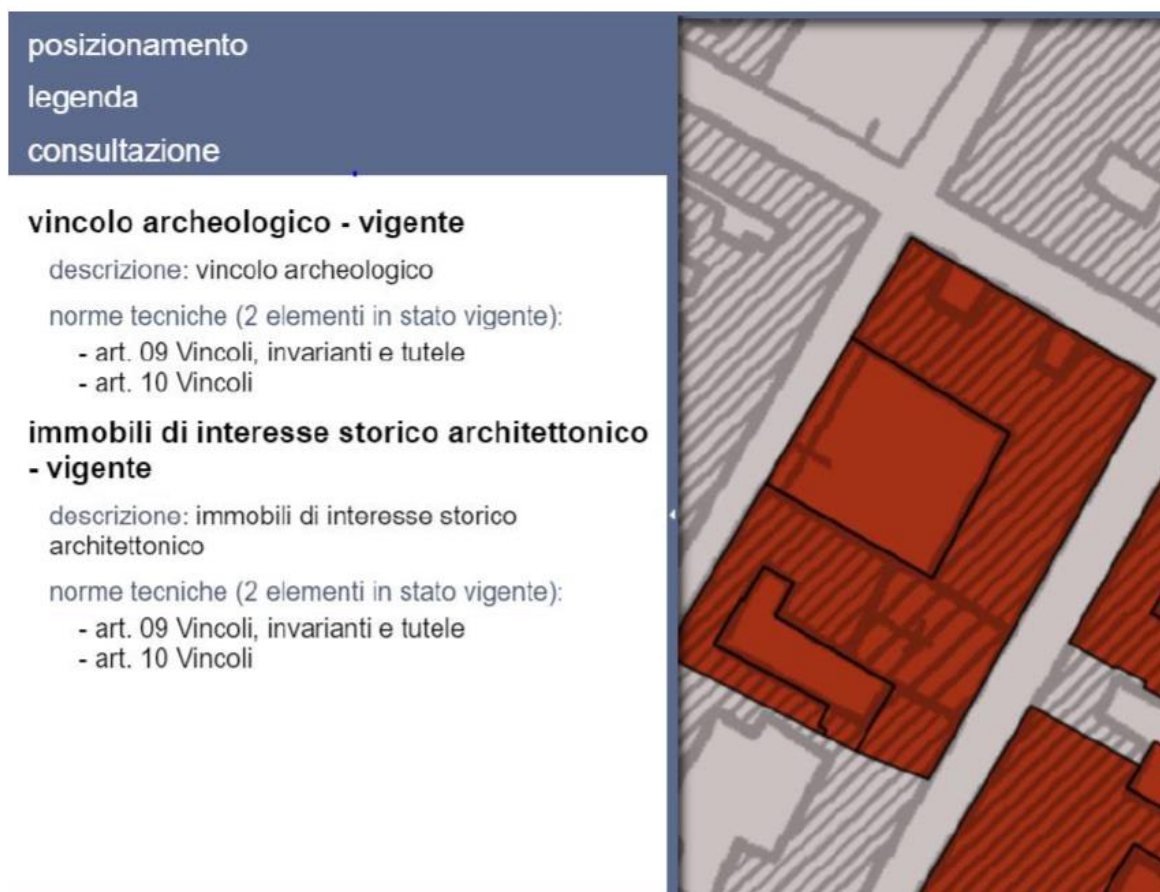 posizionamento
legenda
consultazione
vincolo archeologico - vigente
descrizione: vincolo archeologico
norme tecniche (2 elementi in stato vigente):
- art. 09 Vincoli, invarianti e tutele
- art. 10 Vincoli
immobili di interesse storico architettonico
- vigente
descrizione: immobili di interesse storico
architettonico
norme tecniche (2 elementi in stato vigente):
- art. 09 Vincoli, invarianti e tutele
- art. 10 Vincoli